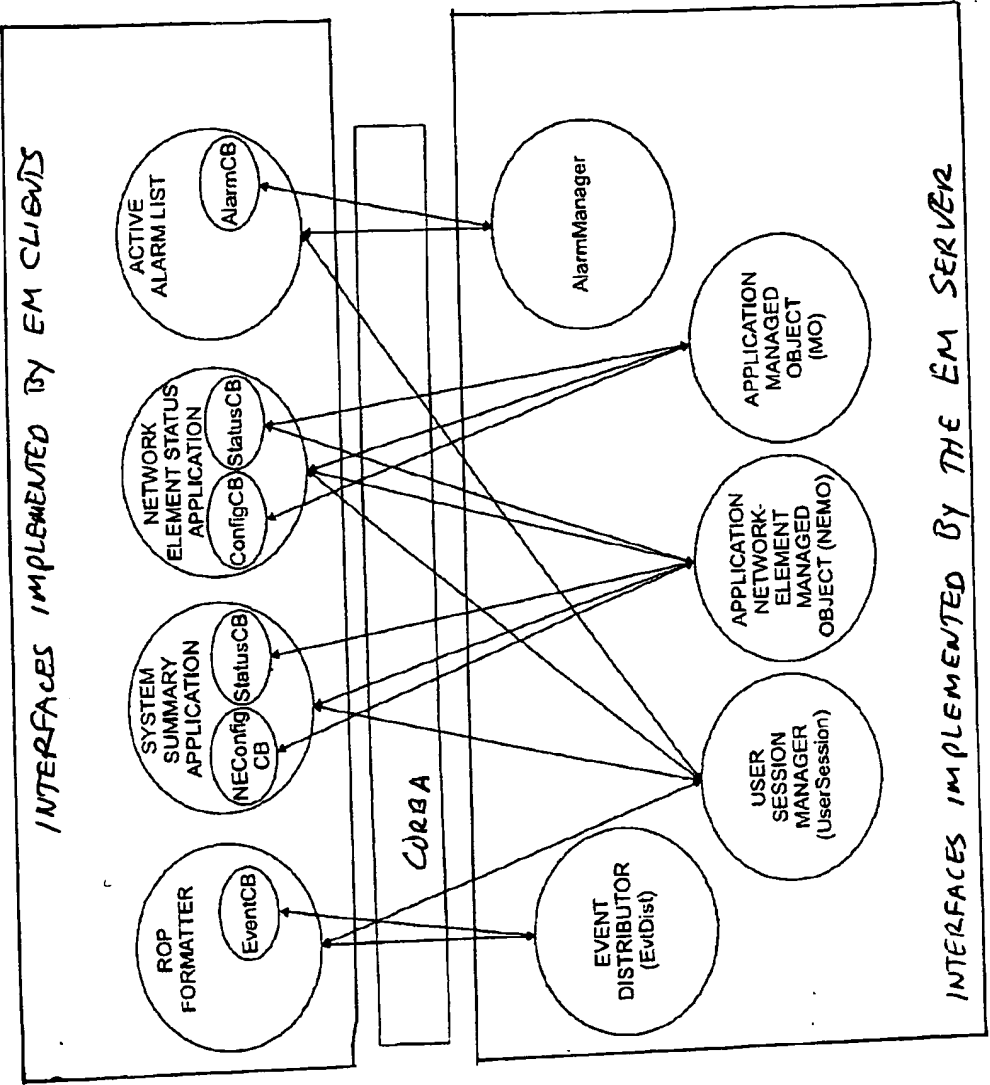 INTERFACES IMPLEMENTED BY EM CLIENTS
ROP
FORMATTER
EventCB
SYSTEM
SUMMARY
APPLICATION
NEConfig
CB
StatusCB
NETWORK
ELEMENT STATUS
APPLICATION
ConfigCB
StatusCB
ACTIVE
ALARM LIST
AlarmCB
CORBA
EVENT
DISTRIBUTOR
(EvtDist)
USER
SESSION
MANAGER
(UserSession)
APPLICATION
NETWORK-
ELEMENT
MANAGED
OBJECT (NEMO)
APPLICATION
MANAGED
OBJECT
(MO)
AlarmManager
INTERFACES IMPLEMENTED BY THE EM SERVER